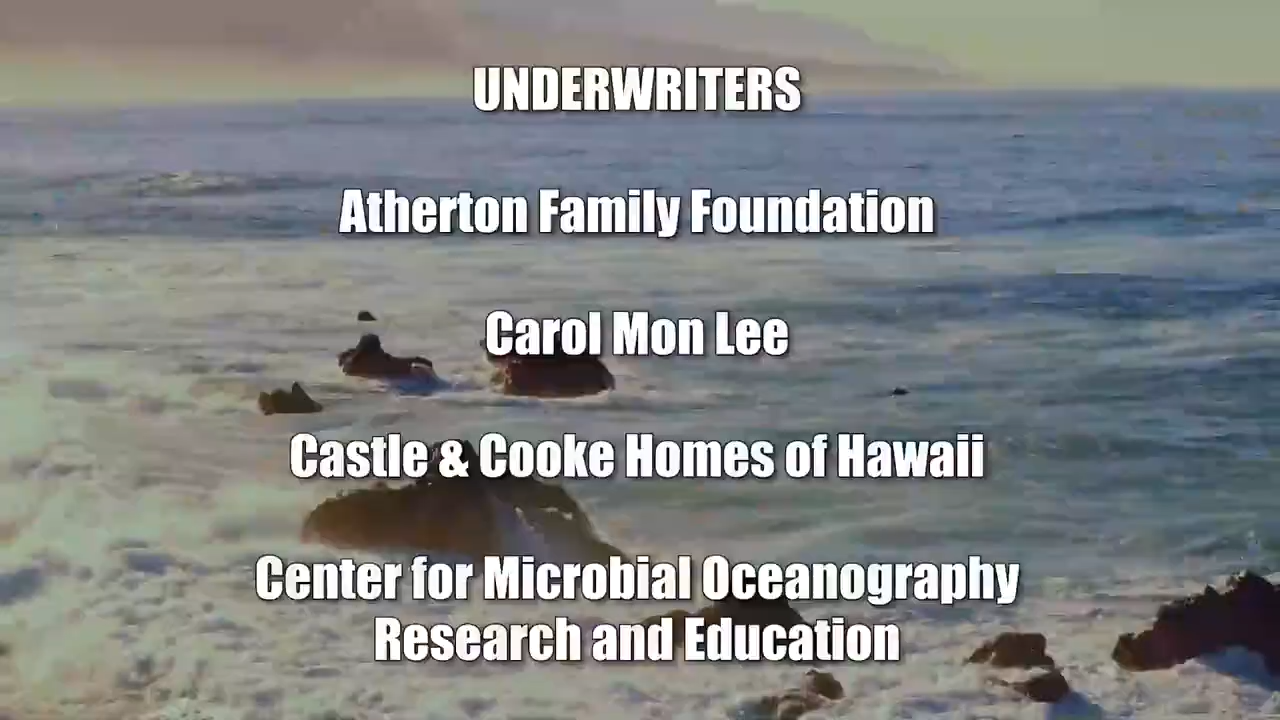 UNDERWRITERS
Atherton Family Foundation
Carol Mon Lee
Castle & Cooke Homes of Hawaii
Center for Microbial Oceanography
Research and Education